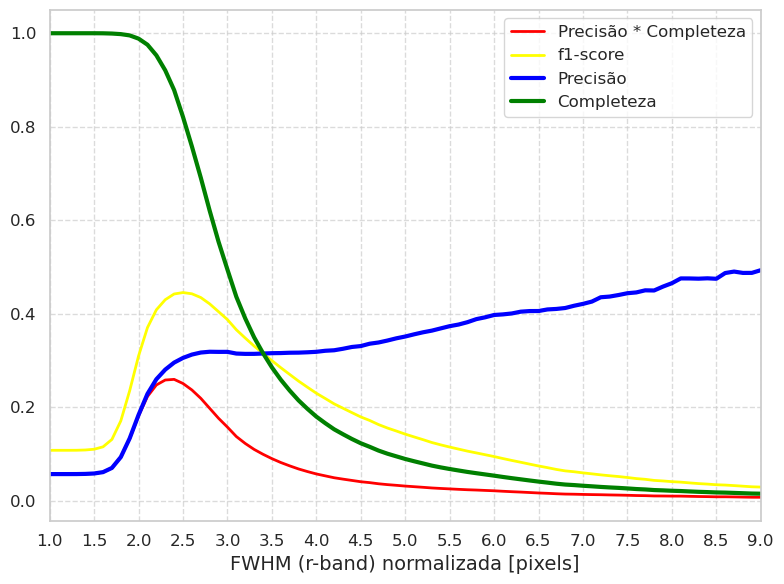 1.0
0.8
0.6
0.4
0.2
0.0
Precisão * Completeza
f1-score
Precisão
Completeza
1.0 1.5 2.0 2.5 3.0 3.5 4.0 4.5 5.0 5.5 6.0 6.5 7.0 7.5 8.0 8.5 9.0
FWHM (r-band) normalizada [pixels]